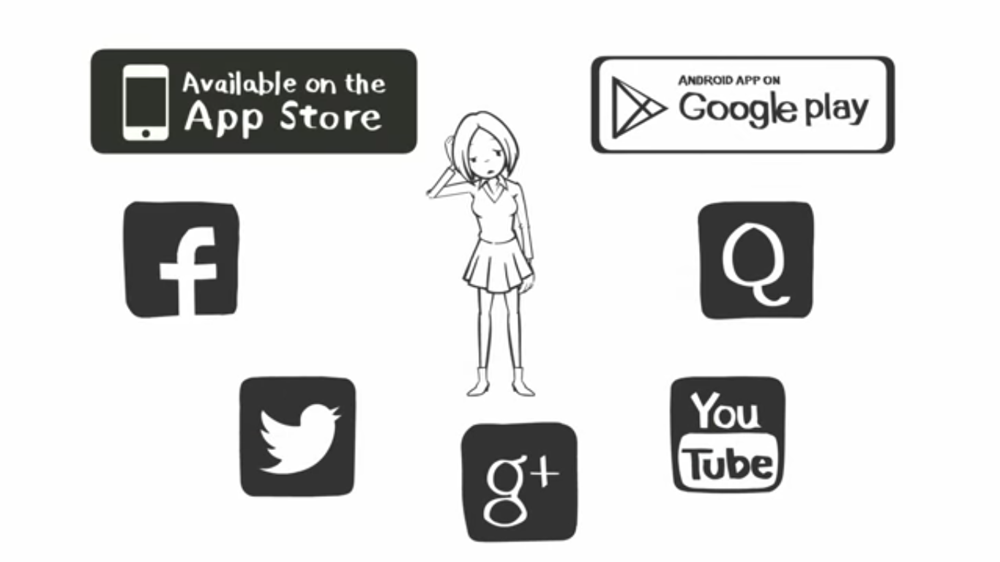 Available on the
App Store
ANDROID APP ON
Google play
f
Q
g+
You
Tube